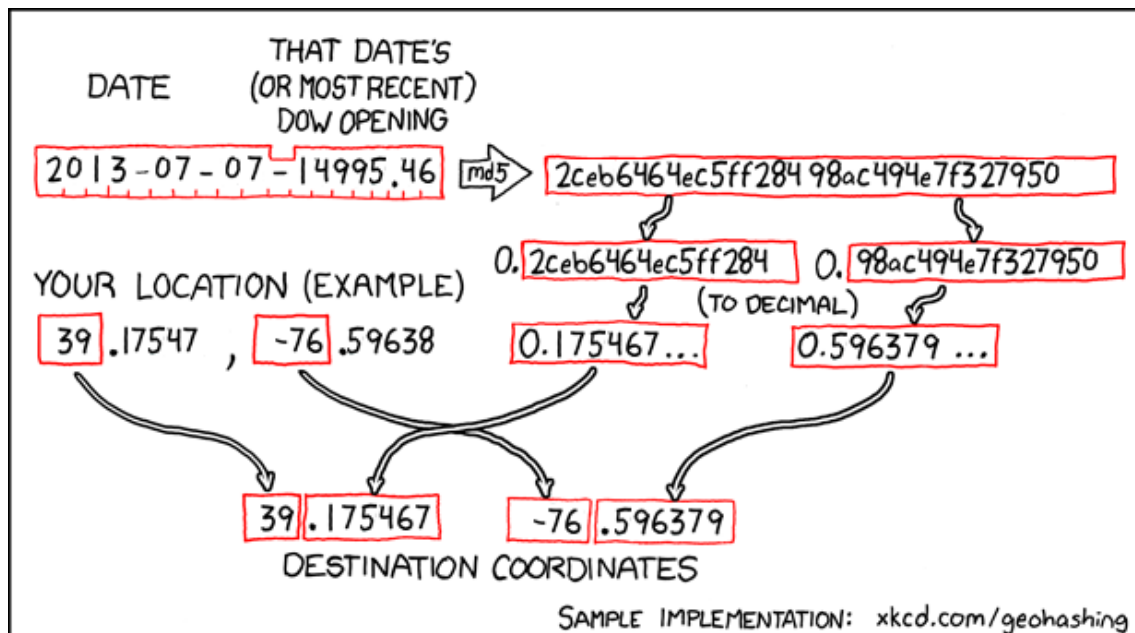 DATE
THAT DATE'S
(OR MOST RECENT)
DOW OPENING
2013-07-07-14995.46
md5
2ceb6464ec5ff28498ac494e7f327950
0.2ceb6464ec5ff284
0.98ac494e7f327950
(TO DECIMAL)
0.175467...
0.596379...
YOUR LOCATION (EXAMPLE)
39.17547, -76.59638
39.175467
-76.596379
DESTINATION COORDINATES
SAMPLE IMPLEMENTATION: xkcd.com/geohashing